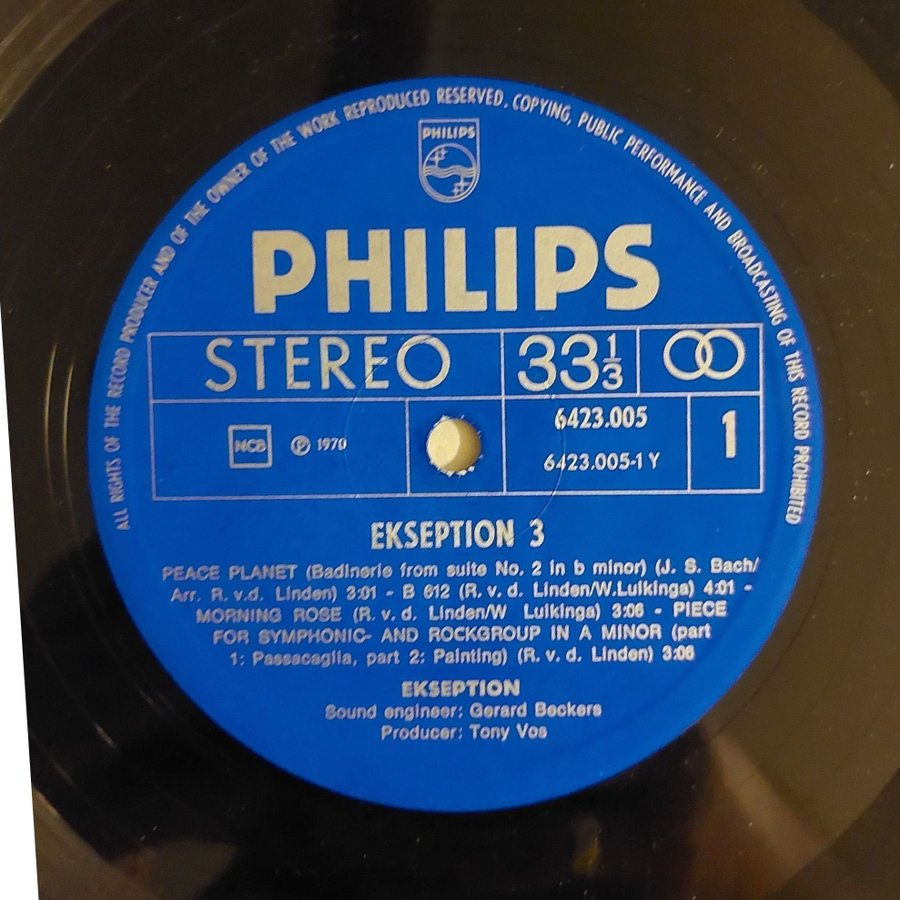 ALL RIGHTS OF THE RECORD PRODUCER AND OF THE OWNER OF THE WORK REPRODUCED RESERVED. COPYING, PUBLIC PERFORMANCE AND BROADCASTING OF THIS RECORD PROHIBITED
PHILIPS
PHILIPS
STEREO 33 1/3
NCB ℗ 1970 6423.005 1
6423.005-1 Y
EKSEPTION 3
PEACE PLANET (Badinerie from suite No. 2 in b minor) (J. S. Bach/
Arr. R. v.d. Linden) 3:01 - B 612 (R. v. d. Linden/W.Luikinga) 4:01 -
MORNING ROSE (R. v. d. Linden/W Luikinga) 3:06 - PIECE
FOR SYMPHONIC- AND ROCKGROUP IN A MINOR (part
1: Passacaglia, part 2: Painting) (R. v. d. Linden) 3:06
EKSEPTION
Sound engineer: Gerard Beckers
Producer: Tony Vos